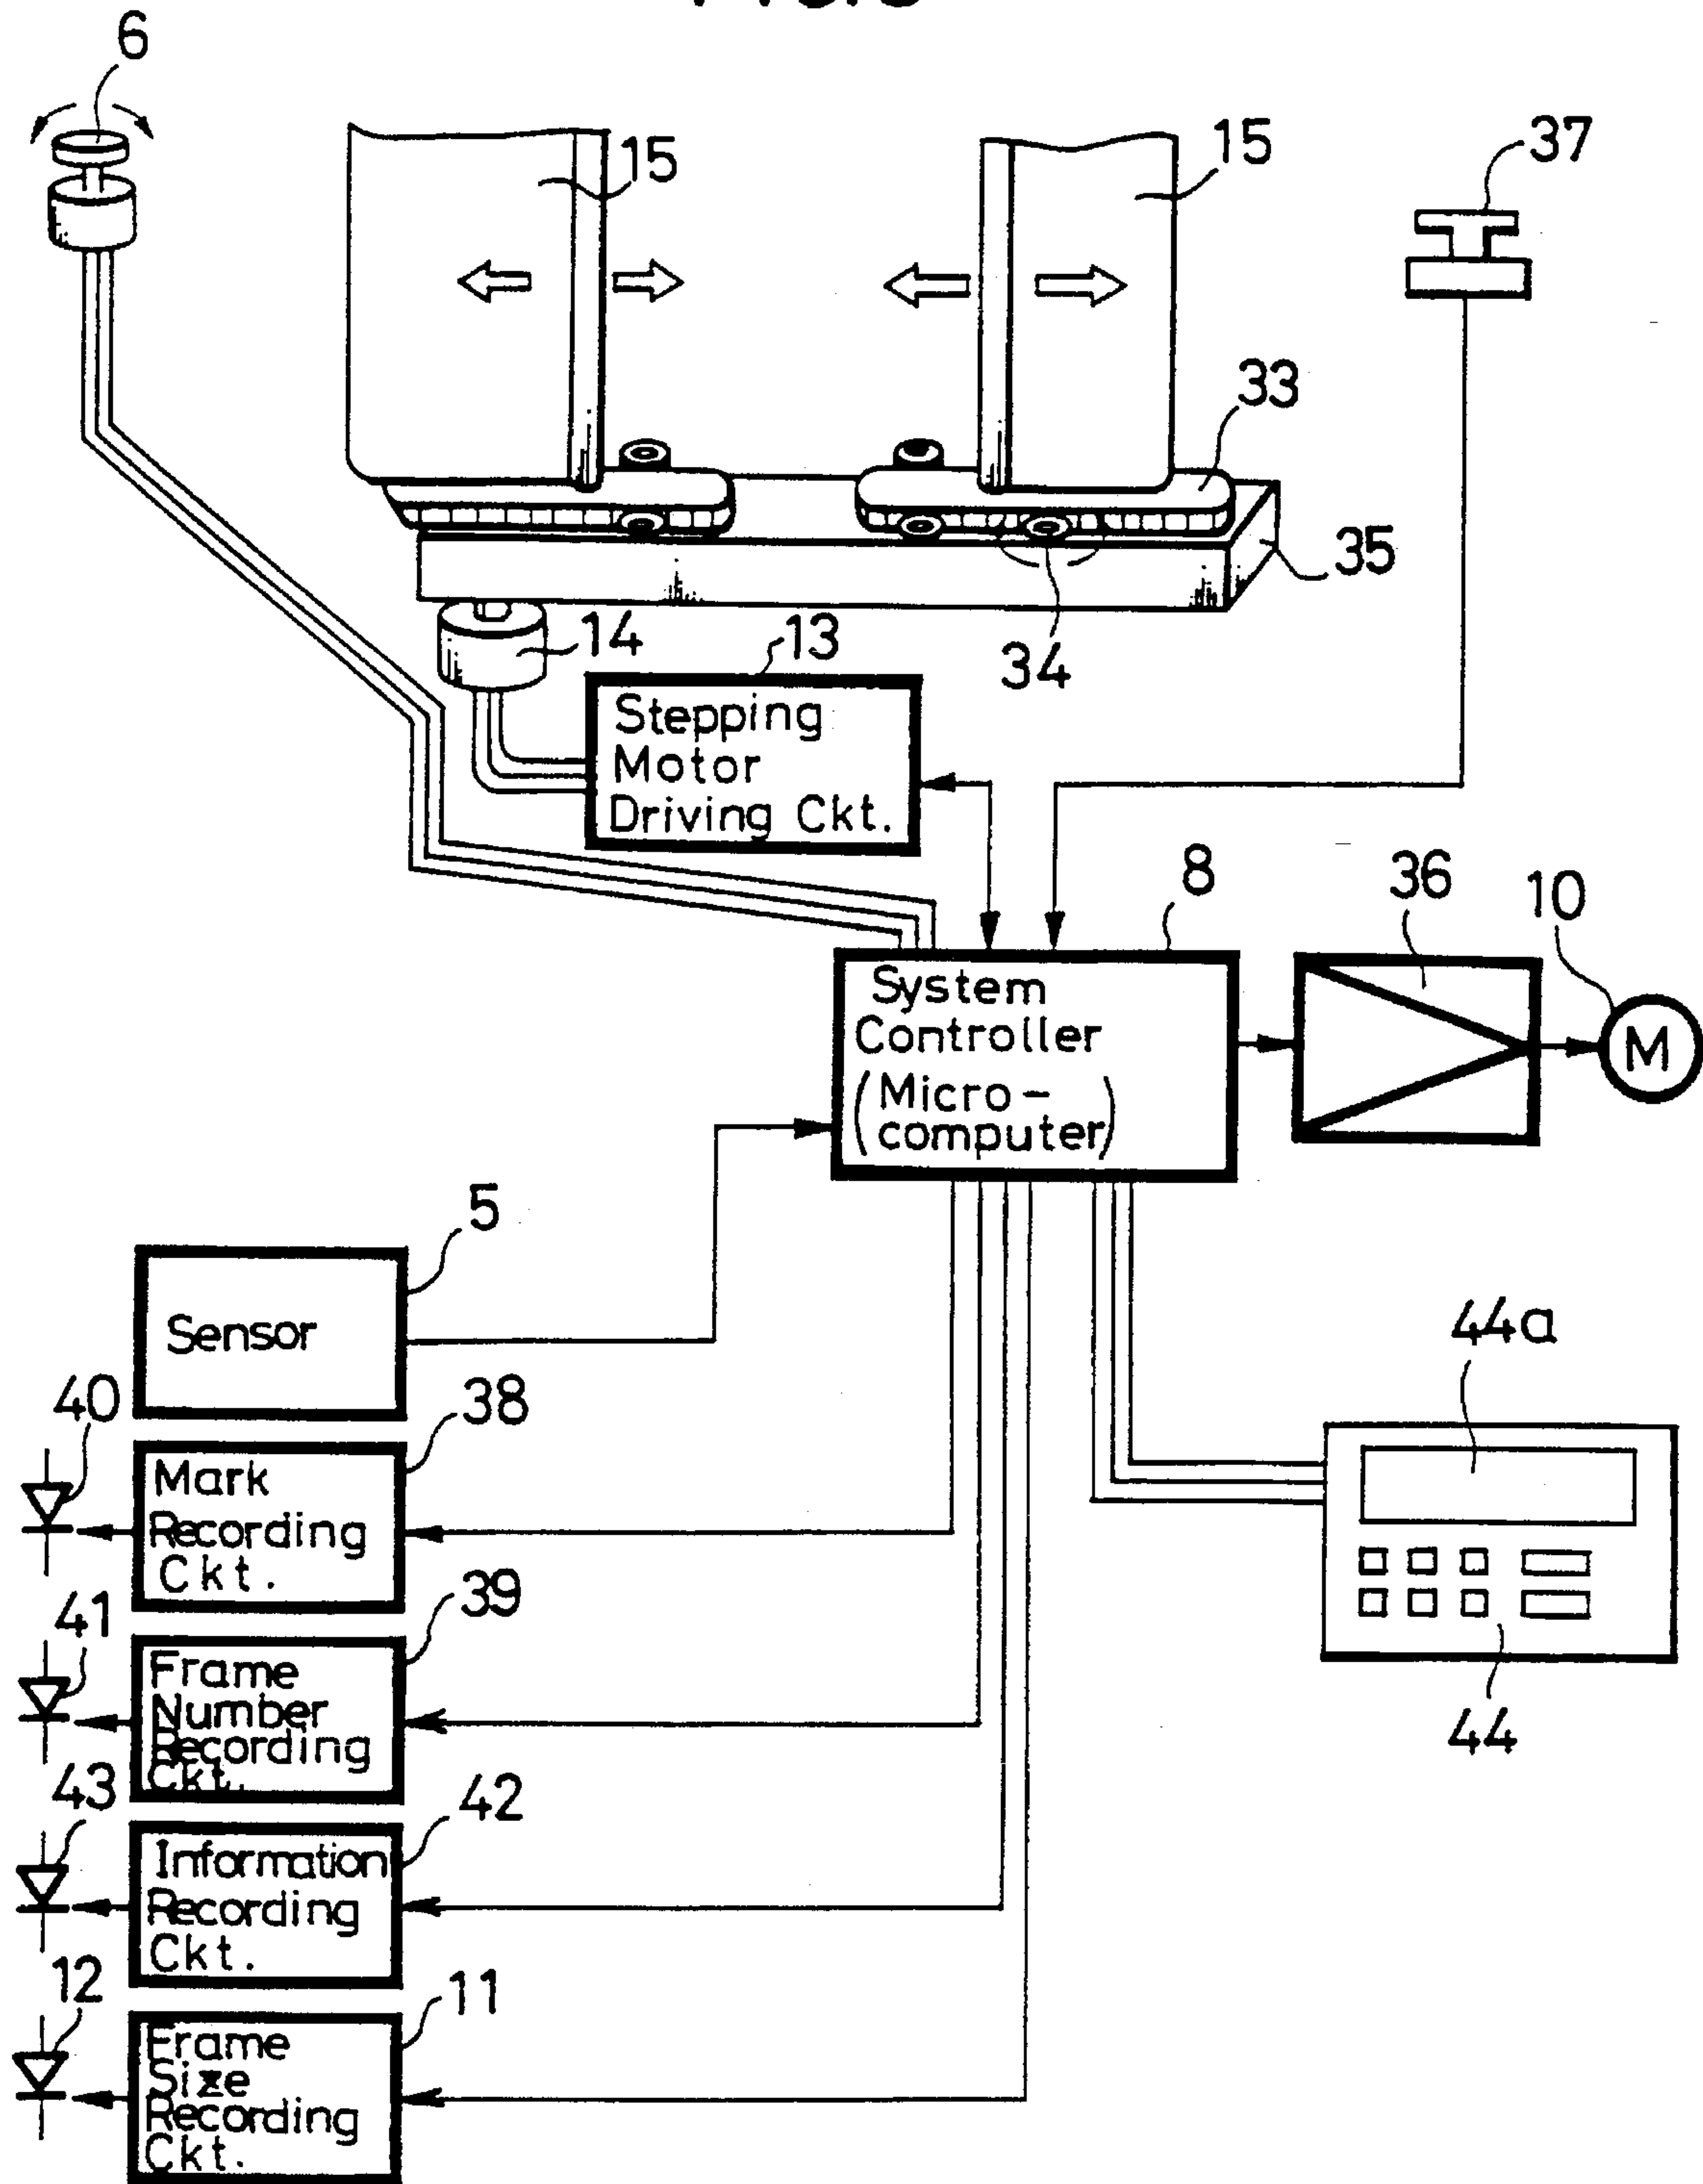 6
15
15
37
33
35
34
14
13
Stepping
Motor
Driving Ckt.
8
36
10
System
Controller
(Micro-
computer)
M
5
Sensor
44a
40
38
Mark
Recording
Ckt.
41
39
Frame
Number
Recording
Ckt.
44
43
42
Information
Recording
Ckt.
12
11
Frame
Size
Recording
Ckt.